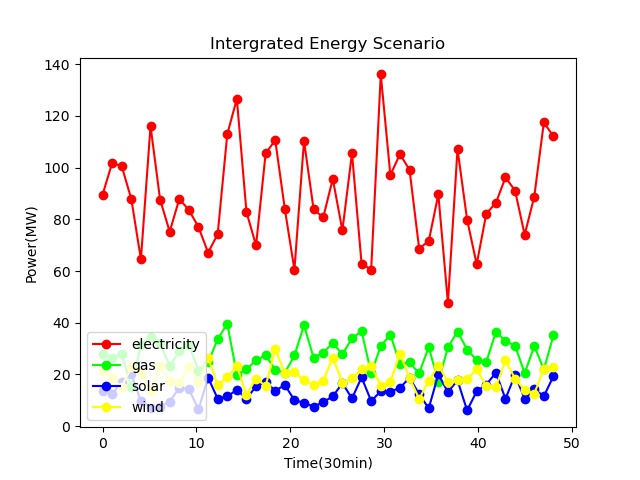 Intergrated Energy Scenario
Power(MW)
140
120
100
80
60
40
20
0
electricity
gas
solar
wind
0 10 20 30 40 50
Time(30min)